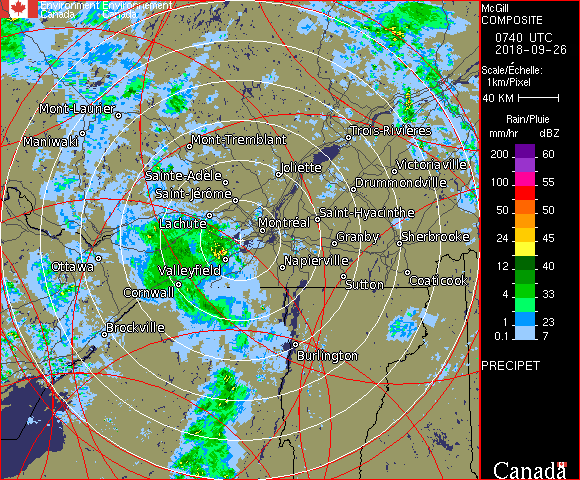 Environment Environnement
Canada Canada
McGill
COMPOSITE
0740 UTC
2018-09-26
Scale/Échelle:
1km/Pixel
40 KM
Rain/Pluie
mm/hr dBZ
200 60
100 55
50 50
24 45
12 40
4 33
1 23
0.1 7
PRECIPET
Canada
Mont-Laurier
Maniwaki
Mont-Tremblant
Trois-Rivières
Joliette
Victoriaville
Sainte-Adèle
Drummondville
Saint-Jérôme
Saint-Hyacinthe
Lachute
Montréal
Granby
Sherbrooke
Ottawa
Valleyfield
Napierville
Sutton
Coaticook
Cornwall
Brockville
Burlington